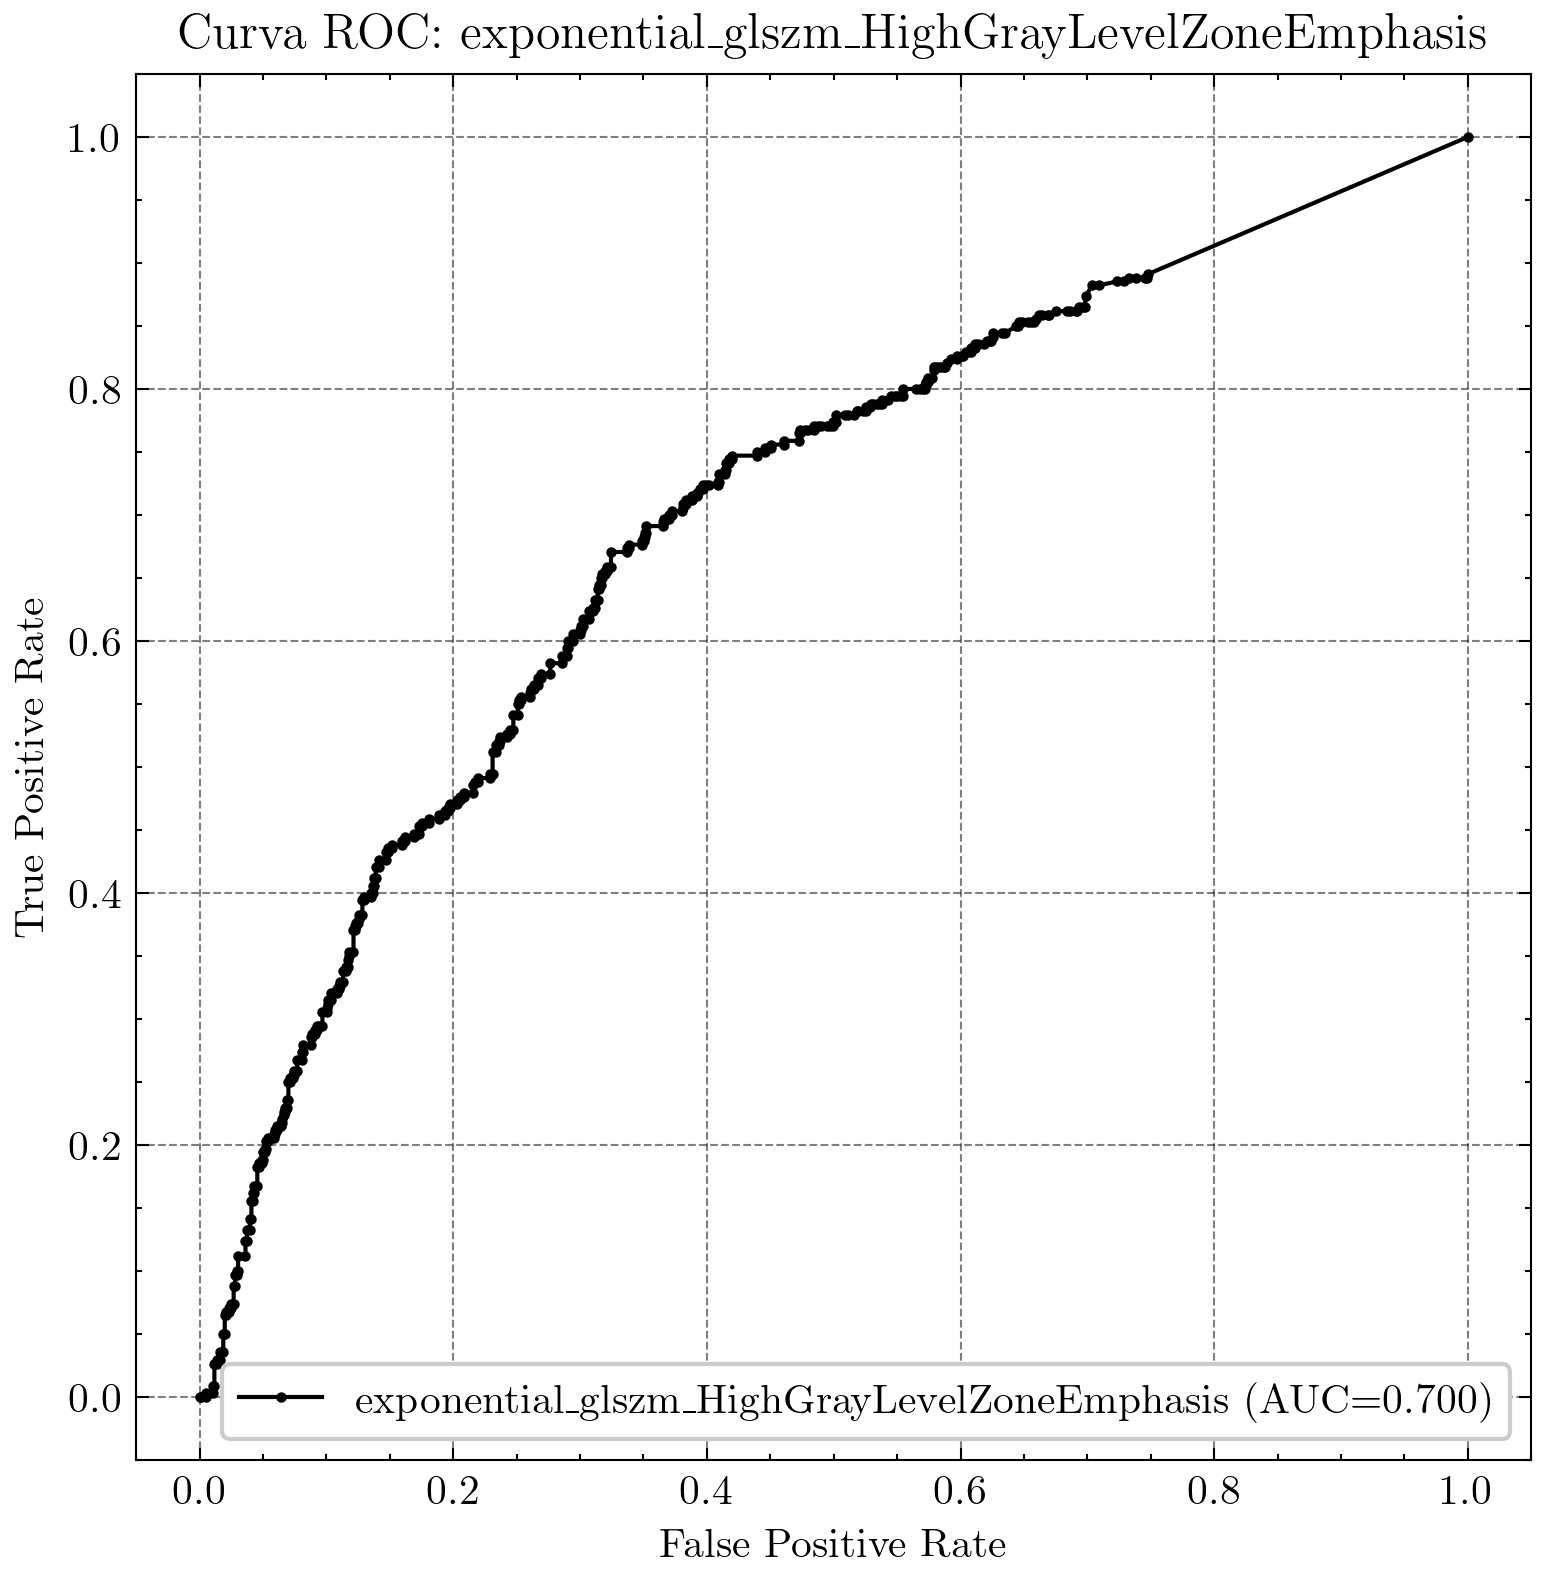 Curva ROC: exponential_glszm_HighGrayLevelZoneEmphasis
1.0
0.8
0.6
0.4
0.2
0.0
True Positive Rate
exponential_glszm_HighGrayLevelZoneEmphasis (AUC=0.700)
0.0 0.2 0.4 0.6 0.8 1.0
False Positive Rate